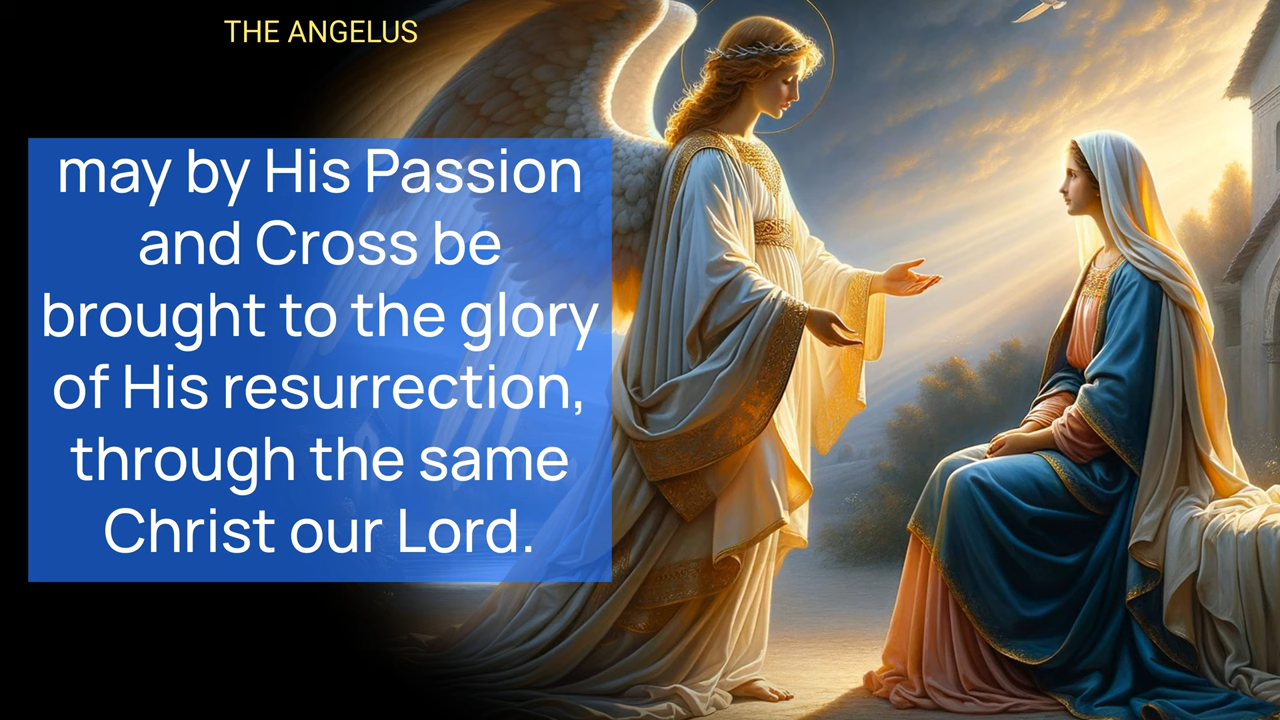 THE ANGELUS
may by His Passion
and Cross be
brought to the glory
of His resurrection,
through the same
Christ our Lord.